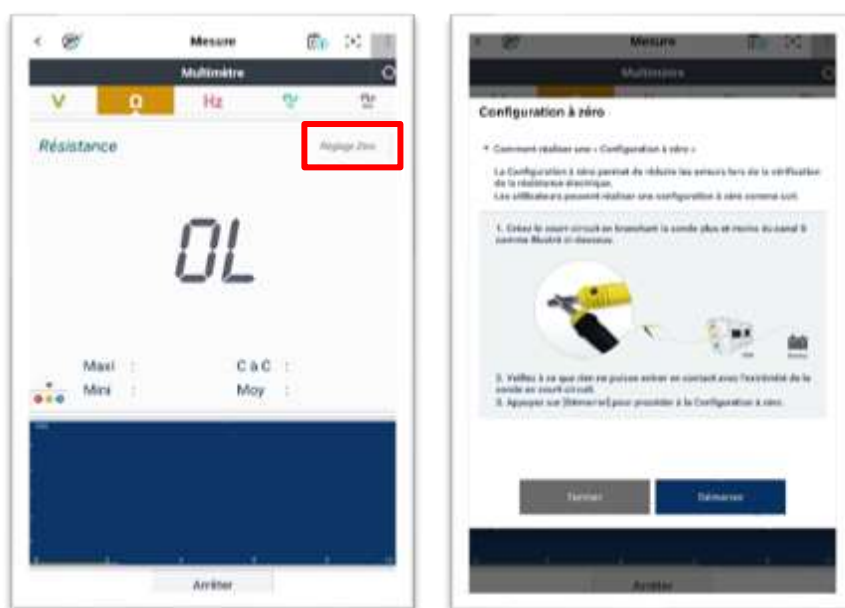 Mesure
Multimètre
V Ω Hz
Résistance
Réglage Zéro
OL
Maxi : C à C :
Mini : Moy :
Arrêter
Mesure
Multimètre
Configuration à zéro
Comment réaliser une « Configuration à zéro »
La Configuration à zéro permet de réduire les erreurs lors de la vérification
de la résistance électrique.
Les utilisateurs peuvent réaliser une configuration à zéro comme suit.
1. Créez le court-circuit en branchant la sonde plus et moins du canal
comme illustré ci-dessous.
2. Veillez à ce que rien ne puisse entrer en contact avec l'extrémité de la
sonde en court-circuit.
3. Appuyez sur [Démarrer] pour procéder à la Configuration à zéro.
Fermer
Démarrer
Arrêter